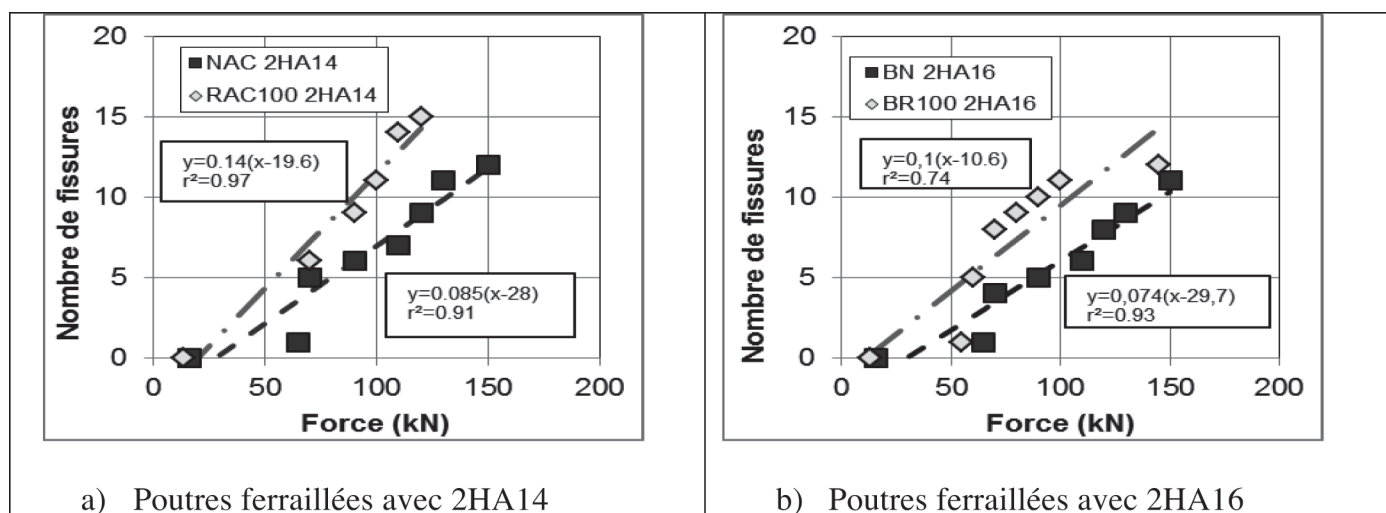 20
15
10
5
0
Nombre de fissures
NAC 2HA14
RAC100 2HA14
y=0.14(x-19.6)
r²=0.97
y=0.085(x-28)
r²=0.91
0 50 100 150 200
Force (kN)
a) Poutres ferraillées avec 2HA14
20
15
10
5
0
Nombre de fissures
BN 2HA16
BR100 2HA16
y=0,1(x-10.6)
r²=0.74
y=0,074(x-29,7)
r²=0.93
0 50 100 150 200
Force (kN)
b) Poutres ferraillées avec 2HA16